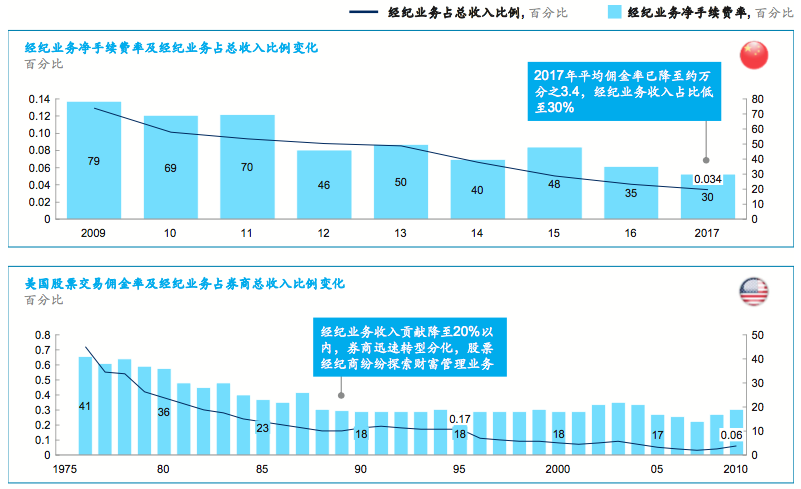 经纪业务占总收入比例, 百分比 经纪业务净手续费率, 百分比
经纪业务净手续费率及经纪业务占总收入比例变化
百分比
2017年平均佣金率已降至约万
分之3.4，经纪业务收入占比低
至30%
0.14 80
0.12 70
60
0.10
50
0.08
40
0.06
30
0.04
20
0.02
10
0 0
79 69 70 46 50 40 48 35 0.034 30
2009 10 11 12 13 14 15 16 2017
美国股票交易佣金率及经纪业务占券商总收入比例变化
百分比
经纪业务收入贡献降至20%以
内，券商迅速转型分化，股票
经纪商纷纷探索财富管理业务
0.8 50
0.7
0.6 40
0.5
30
0.4
0.3 20
0.2
10
0.1
0 0
41 36 23 18 0.17 18 18 17 0.06
1975 80 85 90 95 2000 05 2010